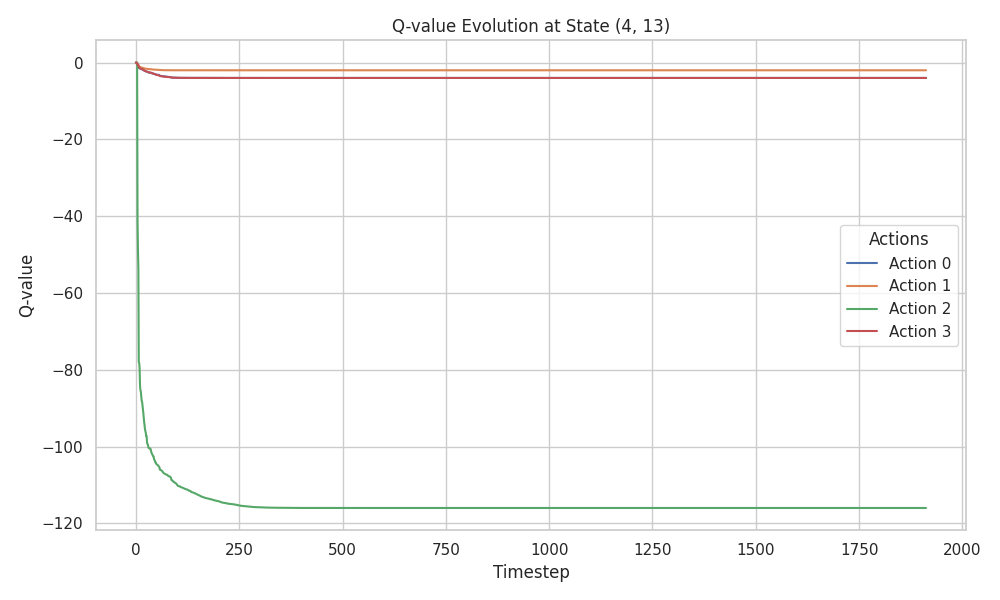 Q-value Evolution at State (4, 13)
0
−20
−40
−60
−80
−100
−120
Q-value
Actions
Action 0
Action 1
Action 2
Action 3
0 250 500 750 1000 1250 1500 1750 2000
Timestep